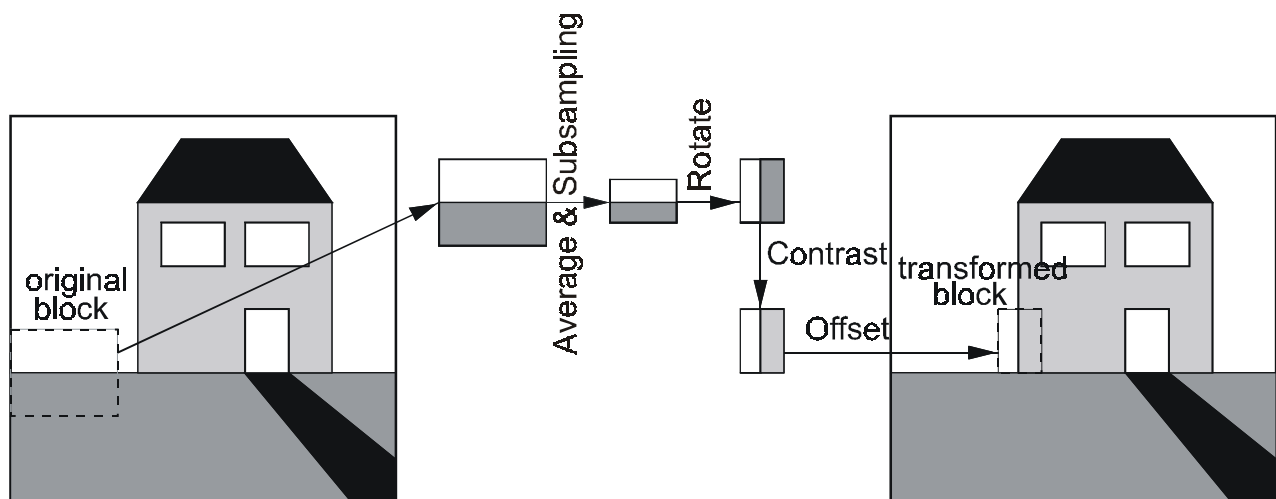 original
block
Average & Subsampling
Rotate
Contrast
Offset
transformed
block